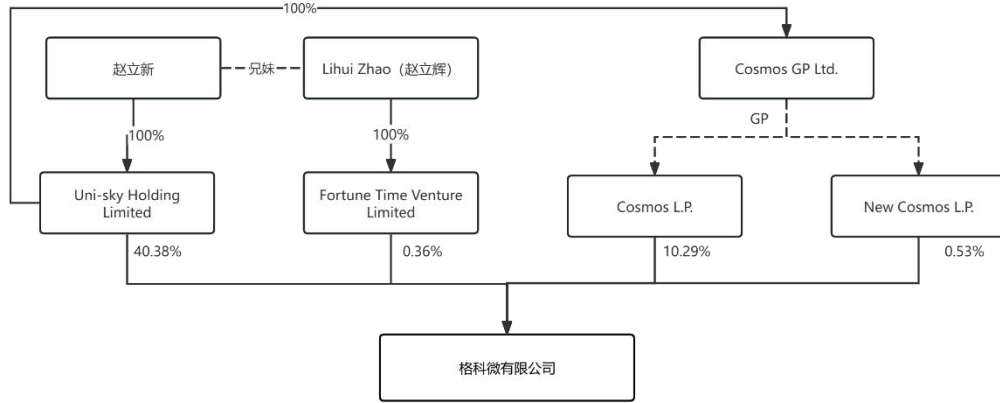 100%
赵立新
兄妹
Lihui Zhao（赵立辉）
Cosmos GP Ltd.
100%
100%
GP
Uni-sky Holding
Limited
Fortune Time Venture
Limited
Cosmos L.P.
New Cosmos L.P.
40.38%
0.36%
10.29%
0.53%
格科微有限公司